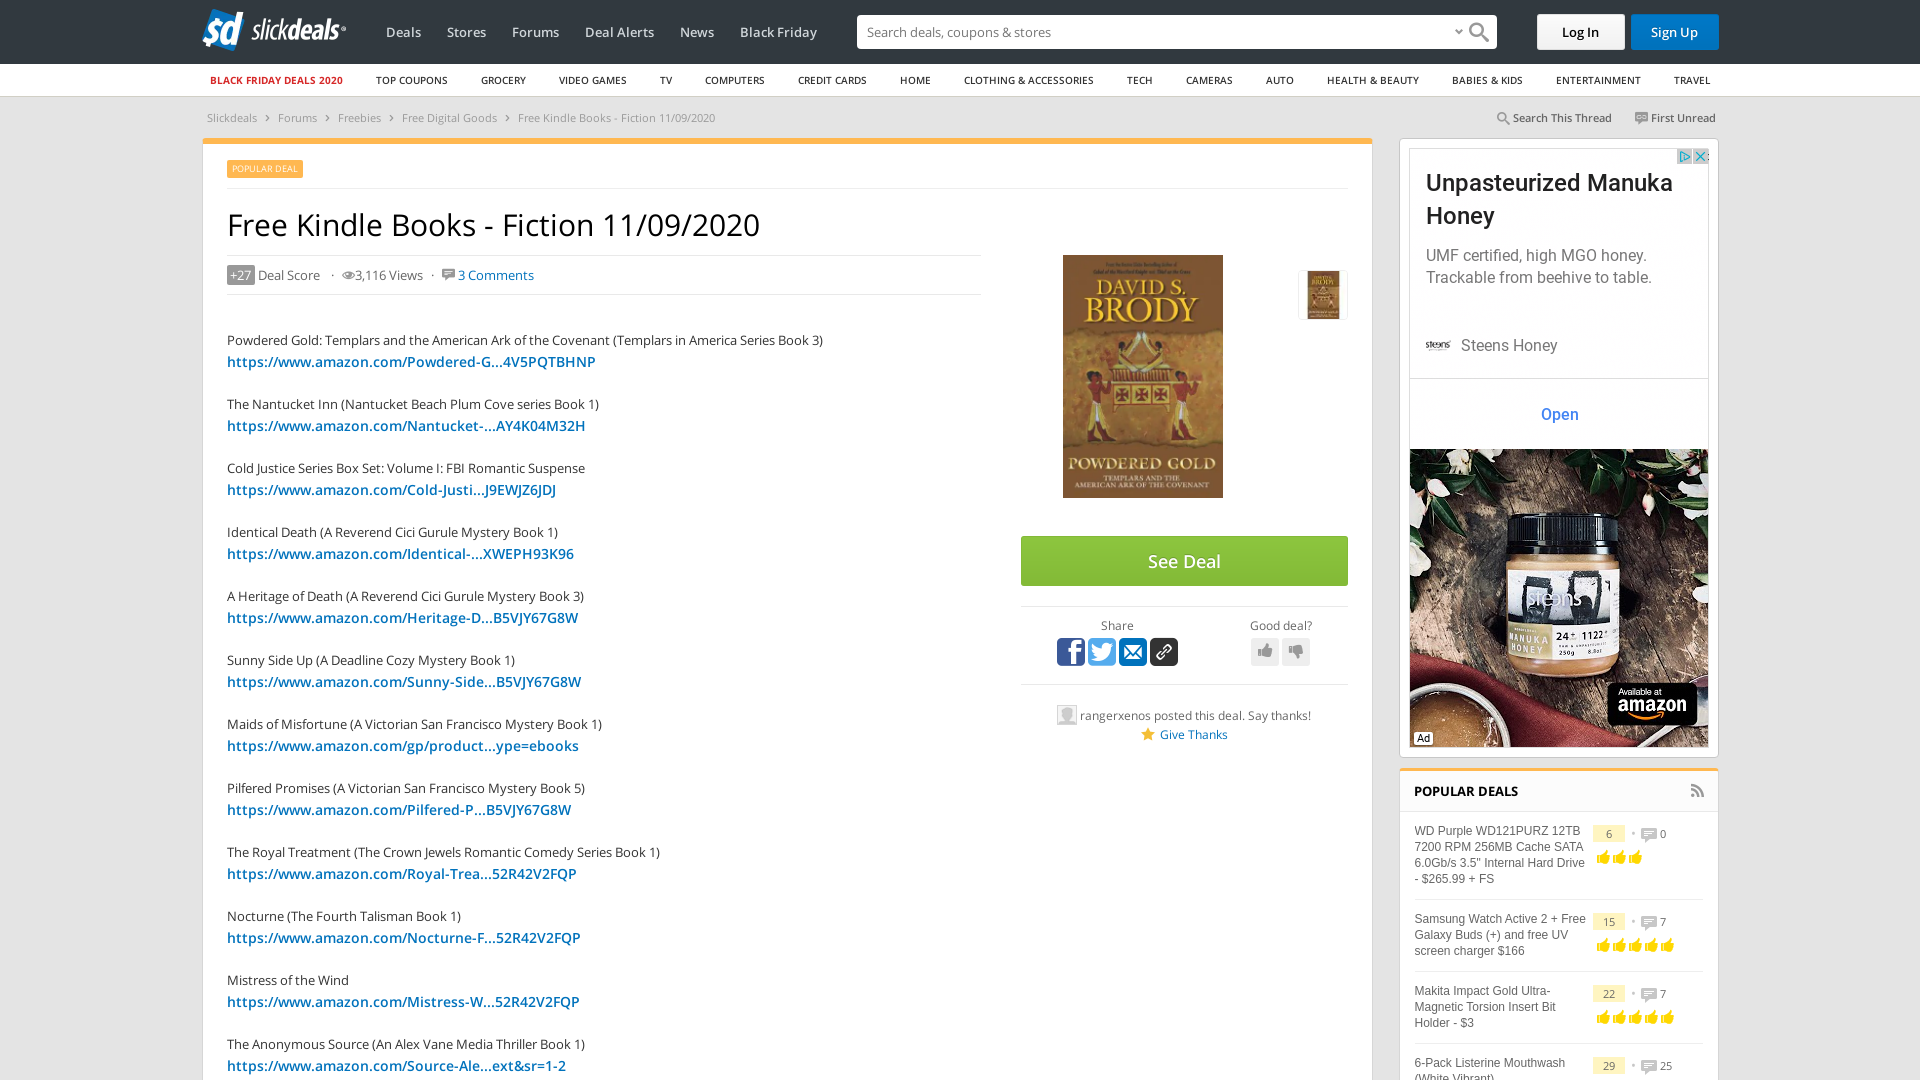 sd slickdeals
Deals Stores Forums Deal Alerts News Black Friday
Search deals, coupons & search
Log In Sign Up
BLACK FRIDAY DEALS 2020 TOP COUPONS GROCERY VIDEO GAMES TV COMPUTERS CREDIT CARDS HOME CLOTHING & ACCESSORIES TECH CAMERAS AUTO HEALTH & BEAUTY BABIES & KIDS ENTERTAINMENT TRAVEL
Slickdeals > Forums > Freebies > Free Digital Goods > Free Kindle Books - Fiction 11/09/2020
Search This Thread First Unread
POPULAR DEAL
Free Kindle Books - Fiction 11/09/2020
+27 Deal Score · 3,116 Views · 3 Comments
Powdered Gold: Templars and the American Ark of the Covenant (Templars in America Series Book 3)
https://www.amazon.com/Powdered-G...4V5PQTBHNP
The Nantucket Inn (Nantucket Beach Plum Cove series Book 1)
https://www.amazon.com/Nantucket-...AY4K04M32H
Cold Justice Series Box Set: Volume I: FBI Romantic Suspense
https://www.amazon.com/Cold-Justi...J9EWJZ6JDJ
Identical Death (A Reverend Cici Gurule Mystery Book 1)
https://www.amazon.com/Identical-...XWEPH93K96
A Heritage of Death (A Reverend Cici Gurule Mystery Book 3)
https://www.amazon.com/Heritage-D...B5VJY67G8W
Sunny Side Up (A Deadline Cozy Mystery Book 1)
https://www.amazon.com/Sunny-Side...B5VJY67G8W
Maids of Misfortune (A Victorian San Francisco Mystery Book 1)
https://www.amazon.com/gp/product...ype=ebooks
Pilfered Promises (A Victorian San Francisco Mystery Book 5)
https://www.amazon.com/Pilfered-P...B5VJY67G8W
The Royal Treatment (The Crown Jewels Romantic Comedy Series Book 1)
https://www.amazon.com/Royal-Trea...52R42V2FQP
Nocturne (The Fourth Talisman Book 1)
https://www.amazon.com/Nocturne-F...52R42V2FQP
Mistress of the Wind
https://www.amazon.com/Mistress-W...52R42V2FQP
The Anonymous Source (An Alex Vane Media Thriller Book 1)
https://www.amazon.com/Source-Ale...ext&sr=1-2
DAVID S.
BRODY
POWDERED GOLD
TEMPLARS AND THE
AMERICAN ARK OF THE COVENANT
See Deal
Share Good deal?
rangerxenos posted this deal. Say thanks!
Give Thanks
Unpasteurized Manuka
Honey
UMF certified, high MGO honey.
Trackable from beehive to table.
steens Steens Honey
Open
steens
MANUKA
HONEY
24+ 1122+
250g 8.8oz
Available at
amazon
Ad
POPULAR DEALS
WD Purple WD121PURZ 12TB
7200 RPM 256MB Cache SATA
6.0Gb/s 3.5" Internal Hard Drive
- $265.99 + FS
6 · 0
Samsung Watch Active 2 + Free
Galaxy Buds (+) and free UV
screen charger $166
15 · 7
Makita Impact Gold Ultra-
Magnetic Torsion Insert Bit
Holder - $3
22 · 7
6-Pack Listerine Mouthwash
(White Vibrant)
29 · 25